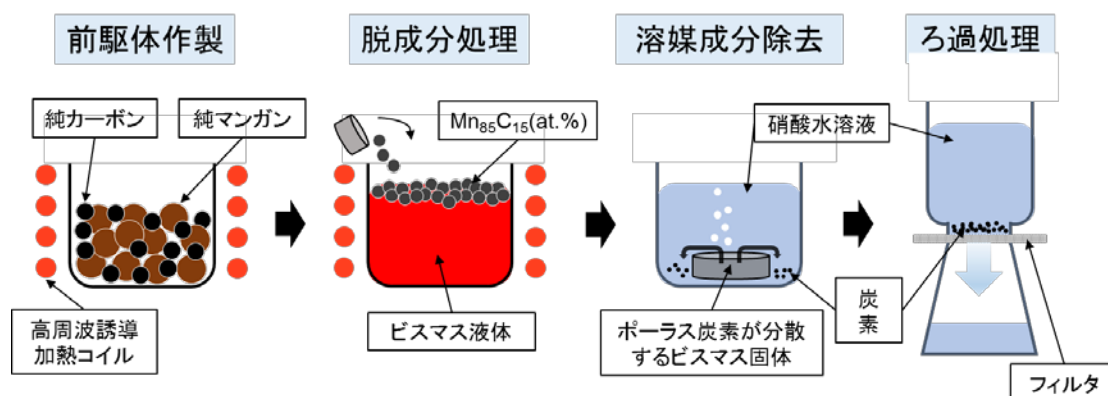 前駆体作製
脱成分処理
溶媒成分除去
ろ過処理
純カーボン
純マンガン
Mn₈₅C₁₅(at.%)
硝酸水溶液
高周波誘導
加熱コイル
ビスマス液体
ポーラス炭素が分散
するビスマス固体
炭
素
フィルタ